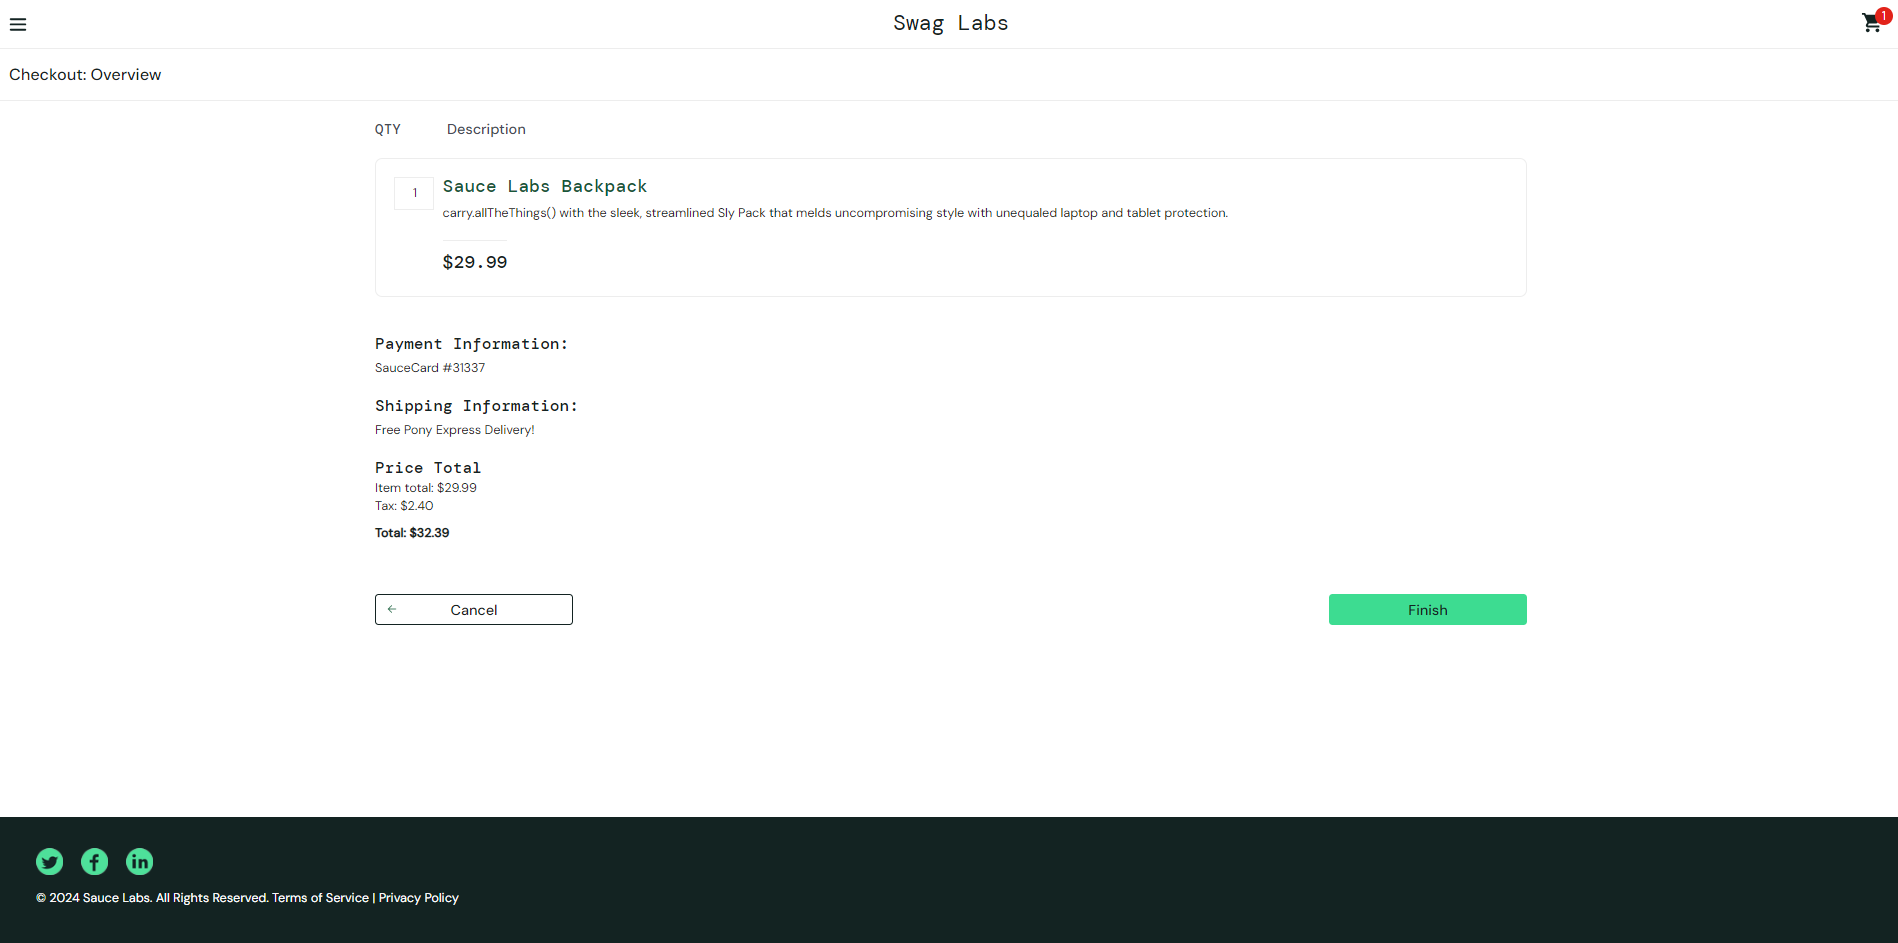 Swag Labs
1
Checkout: Overview
QTY Description
1
Sauce Labs Backpack
carry.allTheThings() with the sleek, streamlined Sly Pack that melds uncompromising style with unequaled laptop and tablet protection.
$29.99
Payment Information:
SauceCard #31337
Shipping Information:
Free Pony Express Delivery!
Price Total
Item total: $29.99
Tax: $2.40
Total: $32.39
Cancel
Finish
© 2024 Sauce Labs. All Rights Reserved. Terms of Service | Privacy Policy